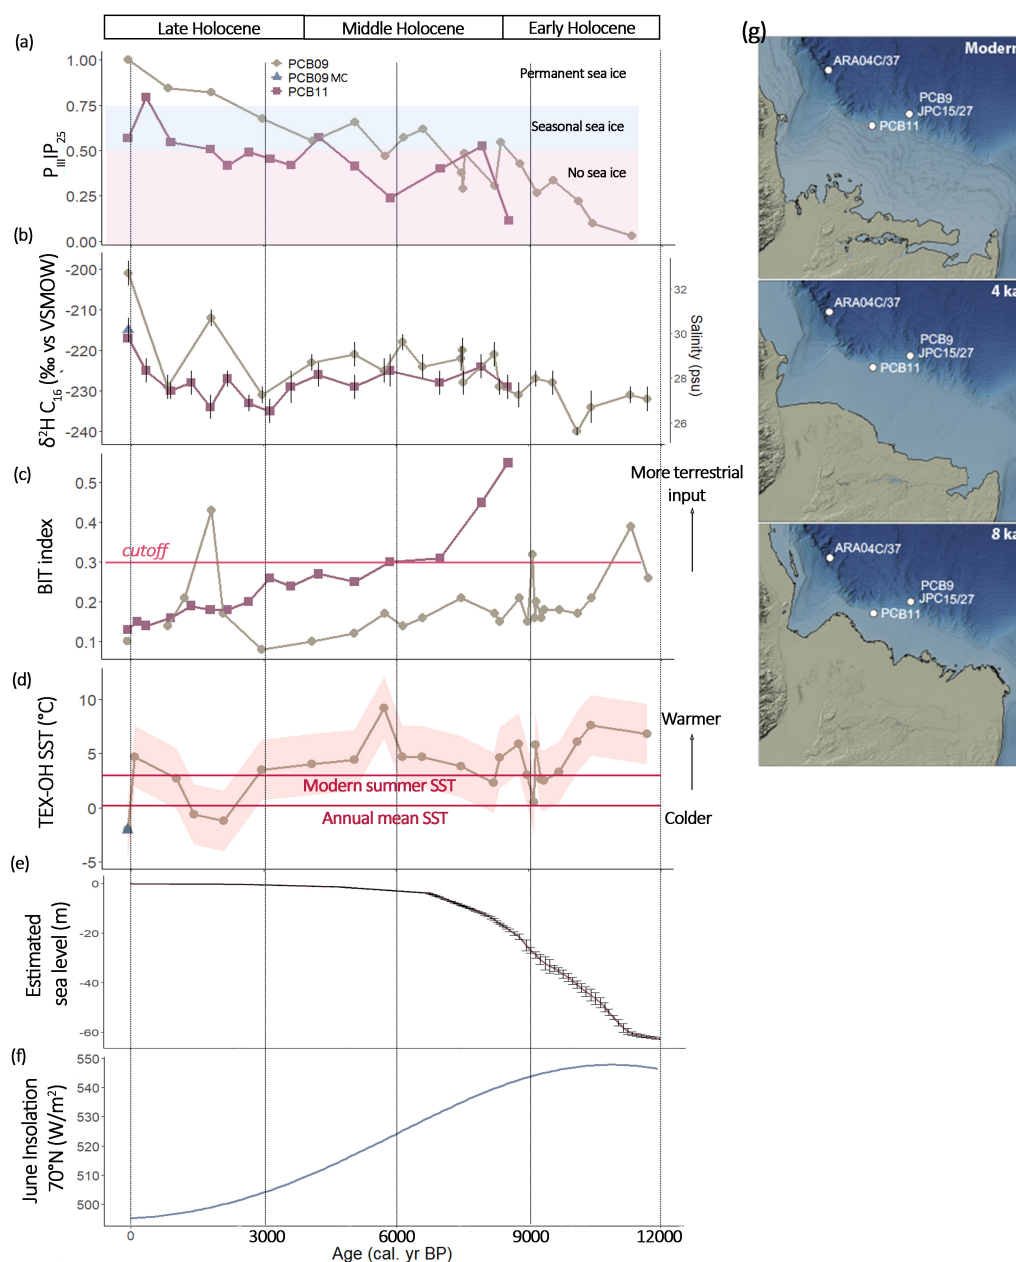 Late Holocene
Middle Holocene
Early Holocene
(a)
1.00
0.75
0.50
0.25
0.00
PIIIIP25
PCB09
PCB09 MC
PCB11
Permanent sea ice
Seasonal sea ice
No sea ice
(b)
-200
-210
-220
-230
-240
δ²H C16 (‰ vs VSMOW)
32
30
28
26
Salinity (psu)
(c)
0.5
0.4
0.3
0.2
0.1
BIT index
cutoff
More terrestrial
input
(d)
10
5
0
-5
TEX-OH SST (°C)
Modern summer SST
Annual mean SST
Warmer
Colder
(e)
0
-20
-40
-60
Estimated
sea level (m)
(f)
550
540
530
520
510
500
June Insolation
70°N (W/m²)
0
3000
6000
9000
12000
Age (cal. yr BP)
(g)
Modern
ARA04C/37
PCB9
JPC15/27
PCB11
4 ka
ARA04C/37
PCB9
JPC15/27
PCB11
8 ka
ARA04C/37
PCB9
JPC15/27
PCB11